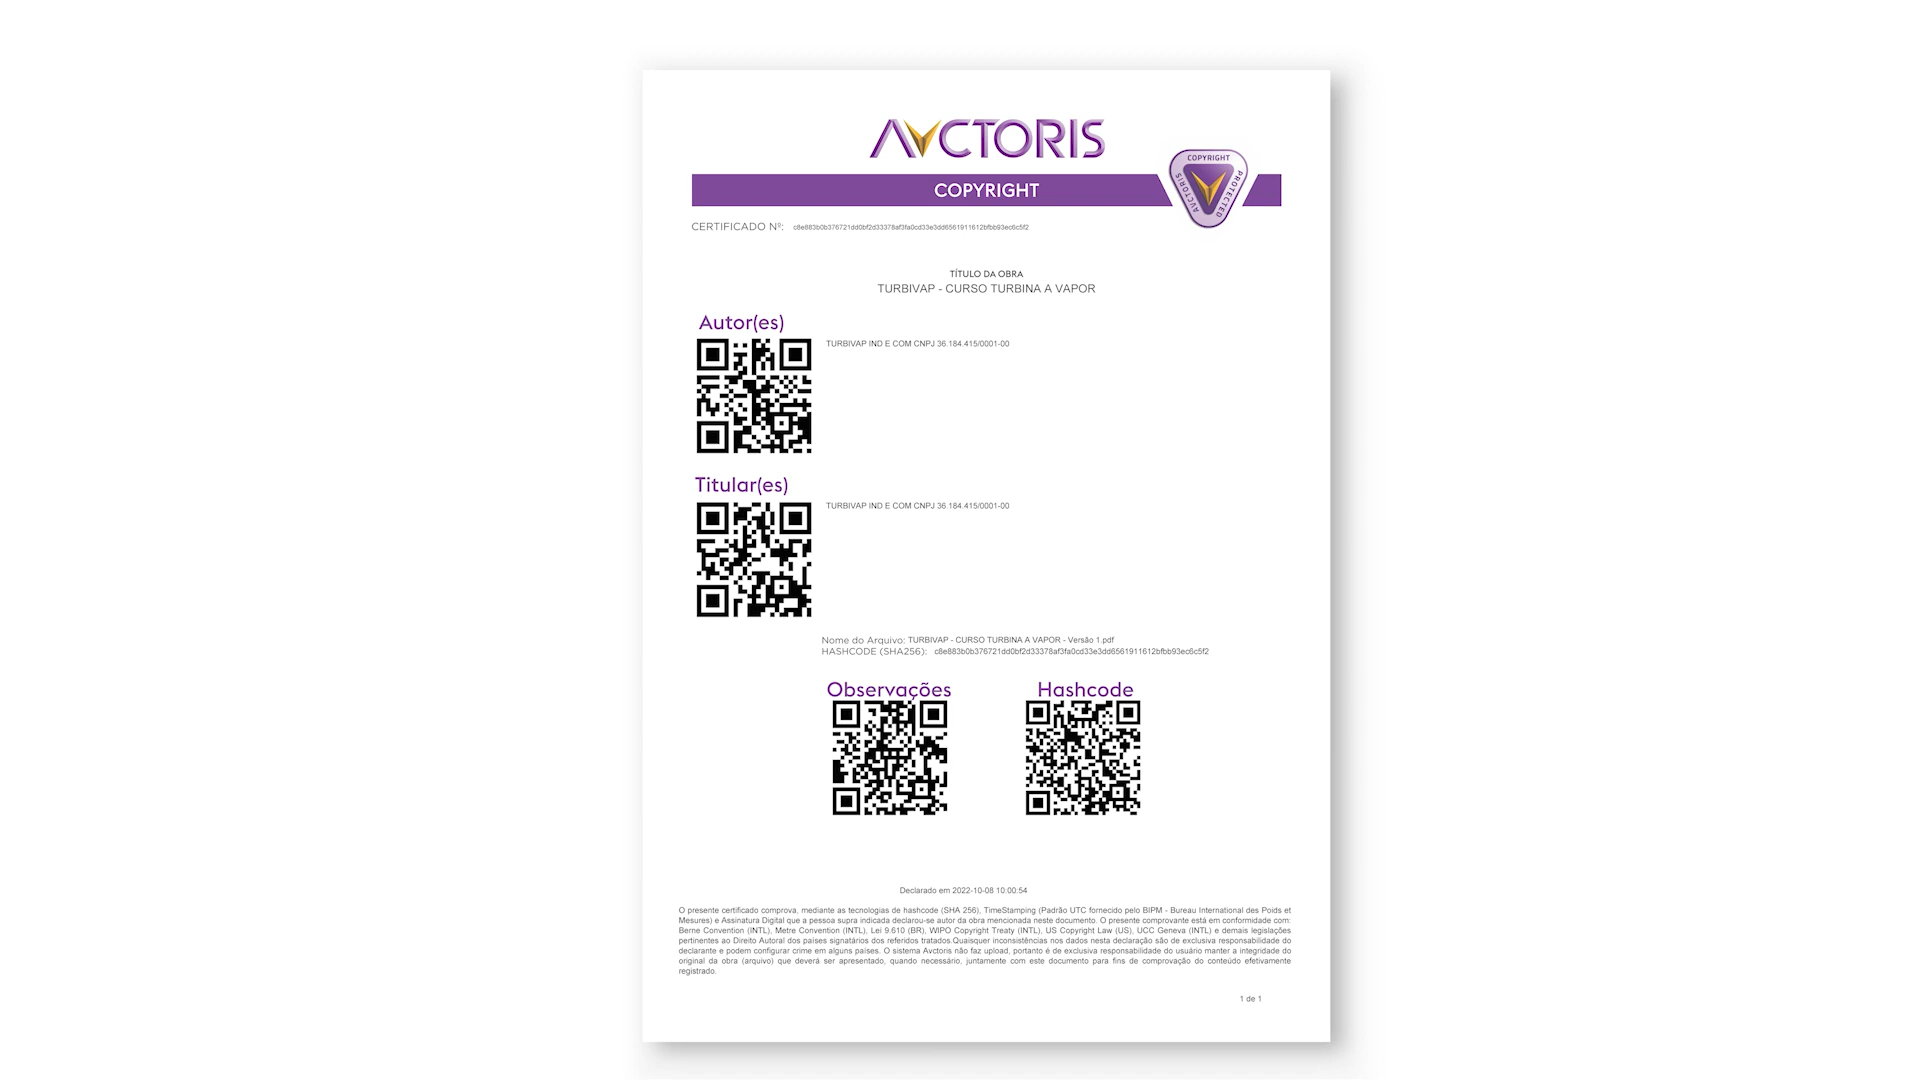 AVCTORIS
COPYRIGHT
COPYRIGHT
AVCTORIS
PROTECTED
CERTIFICADO Nº: c8e883b0b376721dd0bf2d33378af3fa0cd33e3dd6561911612bfbb93ec6c5f2
TÍTULO DA OBRA
TURBIVAP - CURSO TURBINA A VAPOR
Autor(es)
TURBIVAP IND E COM CNPJ 36.184.415/0001-00
Titular(es)
TURBIVAP IND E COM CNPJ 36.184.415/0001-00
Nome do Arquivo: TURBIVAP - CURSO TURBINA A VAPOR - Versão 1.pdf
HASHCODE (SHA256): c8e883b0b376721dd0bf2d33378af3fa0cd33e3dd6561911612bfbb93ec6c5f2
Observações
Hashcode
Declarado em 2022-10-08 10:00:54
O presente certificado comprova, mediante as tecnologias de hashcode (SHA 256), TimeStamping (Padrão UTC fornecido pelo BIPM - Bureau International des Poids et
Mesures) e Assinatura Digital que a pessoa supra indicada declarou-se autor da obra mencionada neste documento. O presente comprovante está em conformidade com:
Berne Convention (INTL), Metre Convention (INTL), Lei 9.610 (BR), WIPO Copyright Treaty (INTL), US Copyright Law (US), UCC Geneva (INTL) e demais legislações
pertinentes ao Direito Autoral dos países signatários dos referidos tratados.Quaisquer inconsistências nos dados nesta declaração são de exclusiva responsabilidade do
declarante e podem configurar crime em alguns países. O sistema Avctoris não faz upload, portanto é de exclusiva responsabilidade do usuário manter a integridade do
original da obra (arquivo) que deverá ser apresentado, quando necessário, juntamente com este documento para fins de comprovação do conteúdo efetivamente
registrado.
1 de 1